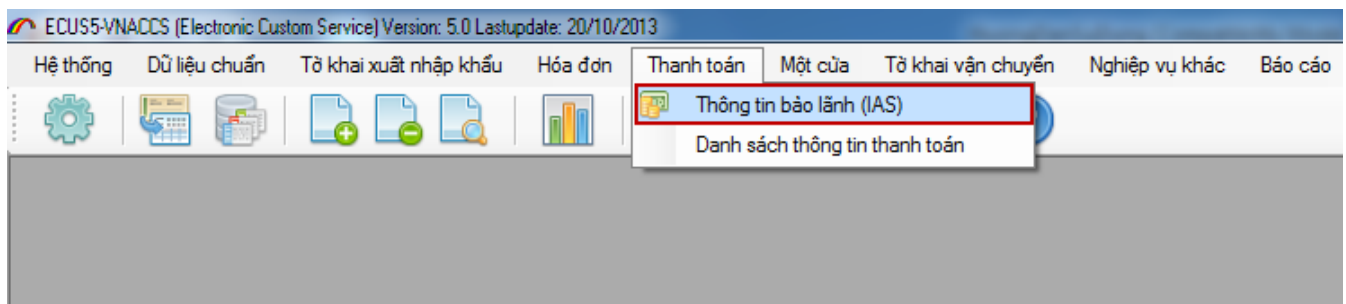 ECUS5-VNACCS (Electronic Custom Service) Version: 5.0 Lastupdate: 20/10/2013
Hệ thống Dữ liệu chuẩn Tờ khai xuất nhập khẩu Hóa đơn Thanh toán Một cửa Tờ khai vận chuyển Nghiệp vụ khác Báo cáo
Thông tin bảo lãnh (IAS)
Danh sách thông tin thanh toán